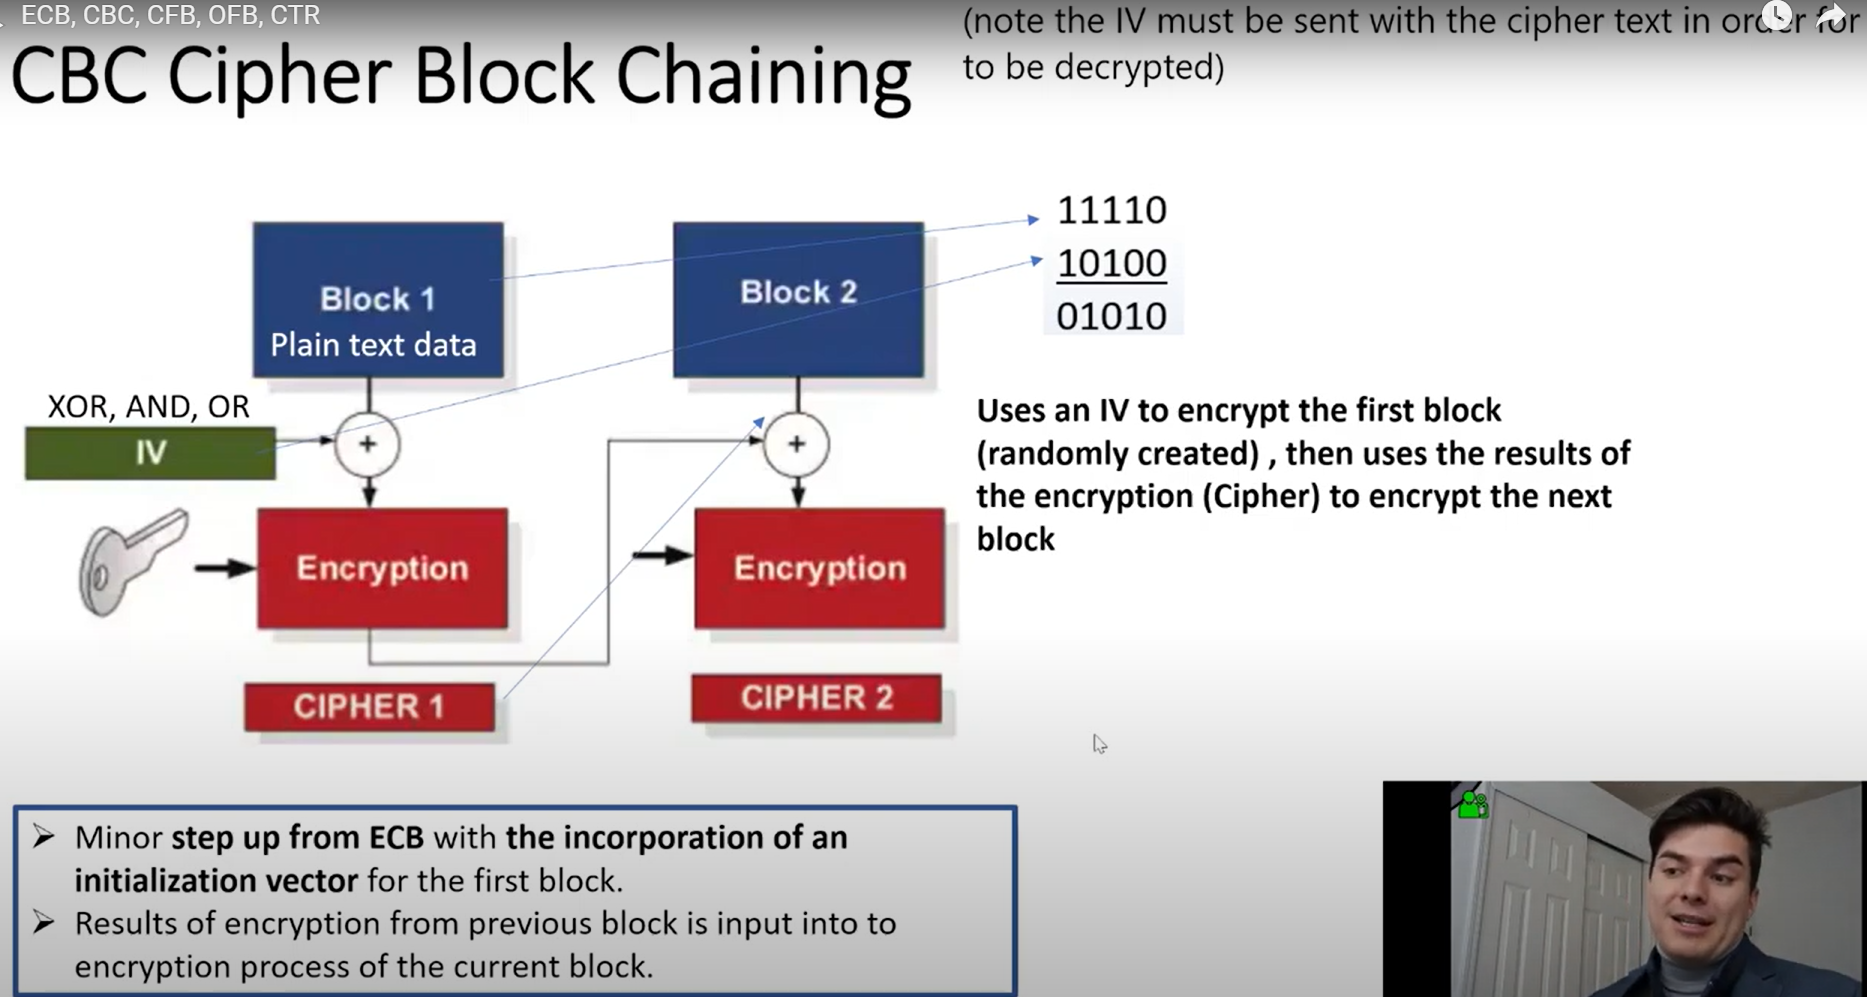 ECB, CBC, CFB, OFB, CTR
CBC Cipher Block Chaining
(note the IV must be sent with the cipher text in order for
to be decrypted)
Block 1
Plain text data
Block 2
11110
10100
01010
XOR, AND, OR
IV
+
+
Encryption
Encryption
CIPHER 1
CIPHER 2
Uses an IV to encrypt the first block
(randomly created) , then uses the results of
the encryption (Cipher) to encrypt the next
block
➢ Minor step up from ECB with the incorporation of an
initialization vector for the first block.
➢ Results of encryption from previous block is input into to
encryption process of the current block.